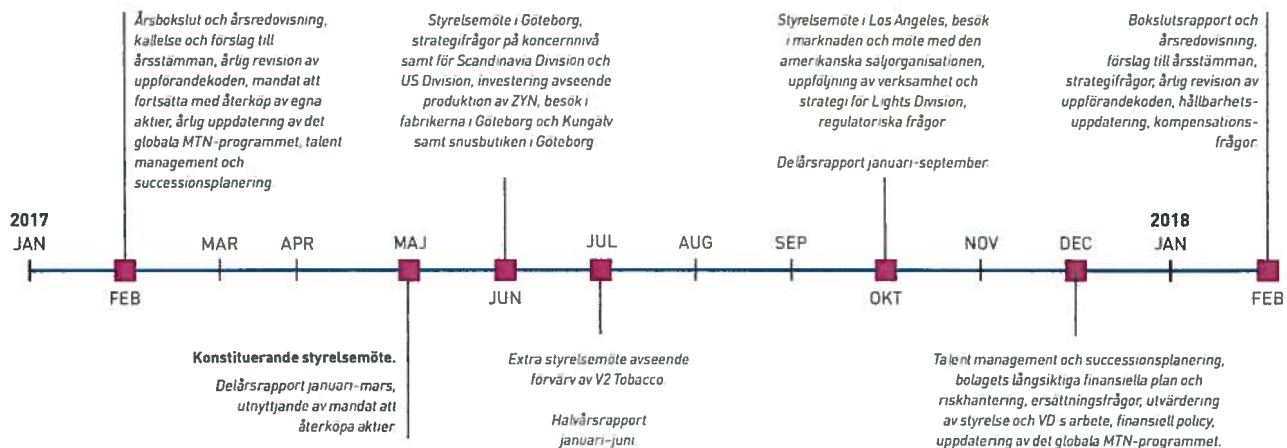 Årsbokslut och årsredovisning,
kallelse och förslag till
årsstämman, årlig revision av
uppförandekoden, mandat att
fortsätta med återköp av egna
aktier, årlig uppdatering av det
globala MTN-programmet, talent
management och
successionsplanering.
Styrelsemöte i Göteborg,
strategifrågor på koncernnivå
samt för Scandinavia Division och
US Division, investering avseende
produktion av ZYN, besök i
fabrikerna i Göteborg och Kungälv
samt snusbutiken i Göteborg.
Styrelsemöte i Los Angeles, besök
i marknaden och möte med den
amerikanska säljorganisationen,
uppföljning av verksamhet och
strategi för Lights Division,
regulatoriska frågor.
Delårsrapport januari-september.
Bokslutsrapport och
årsredovisning,
förslag till årsstämman,
strategifrågor, årlig revision av
uppförandekoden, hållbarhets-
uppdatering, kompensations-
frågor.
2017
JAN
MAR
APR
MAJ
JUL
AUG
SEP
NOV
DEC
2018
JAN
FEB
JUN
OKT
FEB
Konstituerande styrelsemöte.
Delårsrapport januari-mars,
utnyttjande av mandat att
återköpa aktier.
Extra styrelsemöte avseende
förvärv av V2 Tobacco.
Halvårsrapport
januari-juni.
Talent management och successionsplanering,
bolagets långsiktiga finansiella plan och
riskhantering, ersättningsfrågor, utvärdering
av styrelse och VD s arbete, finansiell policy,
uppdatering av det globala MTN-programmet.